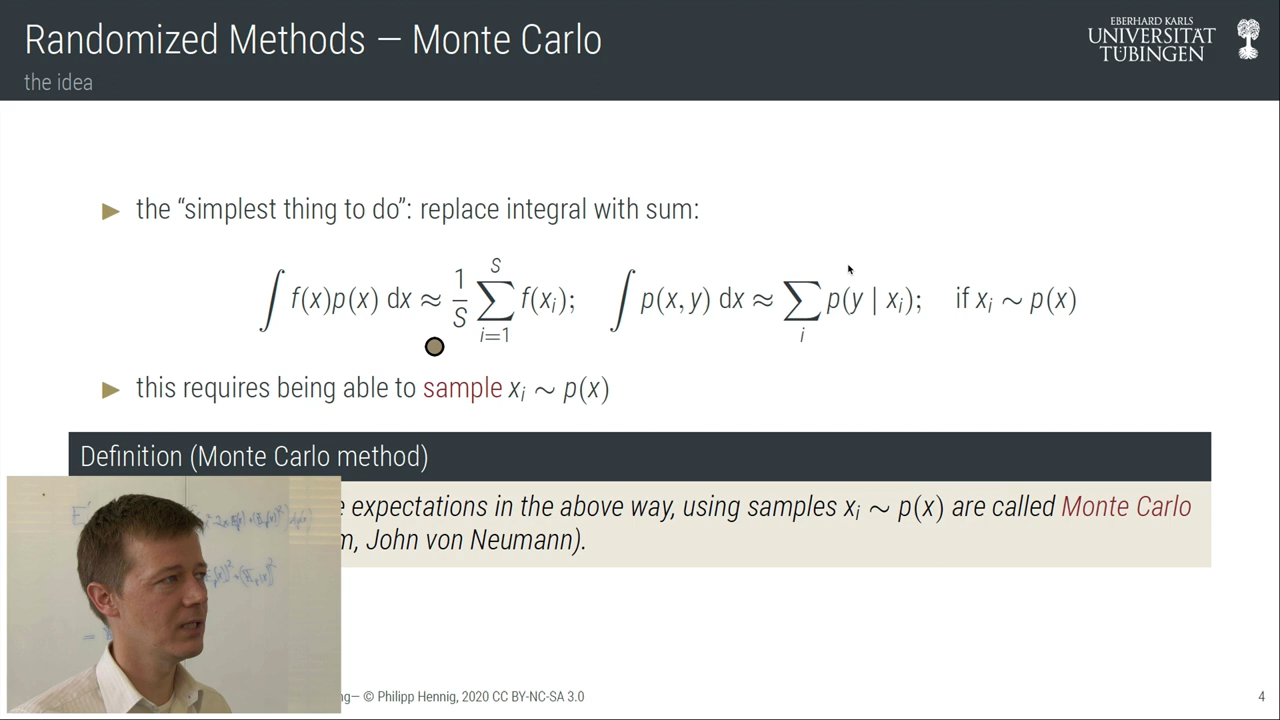 Randomized Methods — Monte Carlo
the idea
EBERHARD KARLS
UNIVERSITÄT
TÜBINGEN
▶ the “simplest thing to do”: replace integral with sum:
∫ f(x)p(x) dx ≈ 1/S ∑_{i=1}^{S} f(x_i); ∫ p(x, y) dx ≈ ∑_i p(y | x_i); if x_i ∼ p(x)
▶ this requires being able to sample x_i ∼ p(x)
Definition (Monte Carlo method)
expectations in the above way, using samples x_i ∼ p(x) are called Monte Carlo
John von Neumann).
© Philipp Hennig, 2020 CC BY-NC-SA 3.0
4